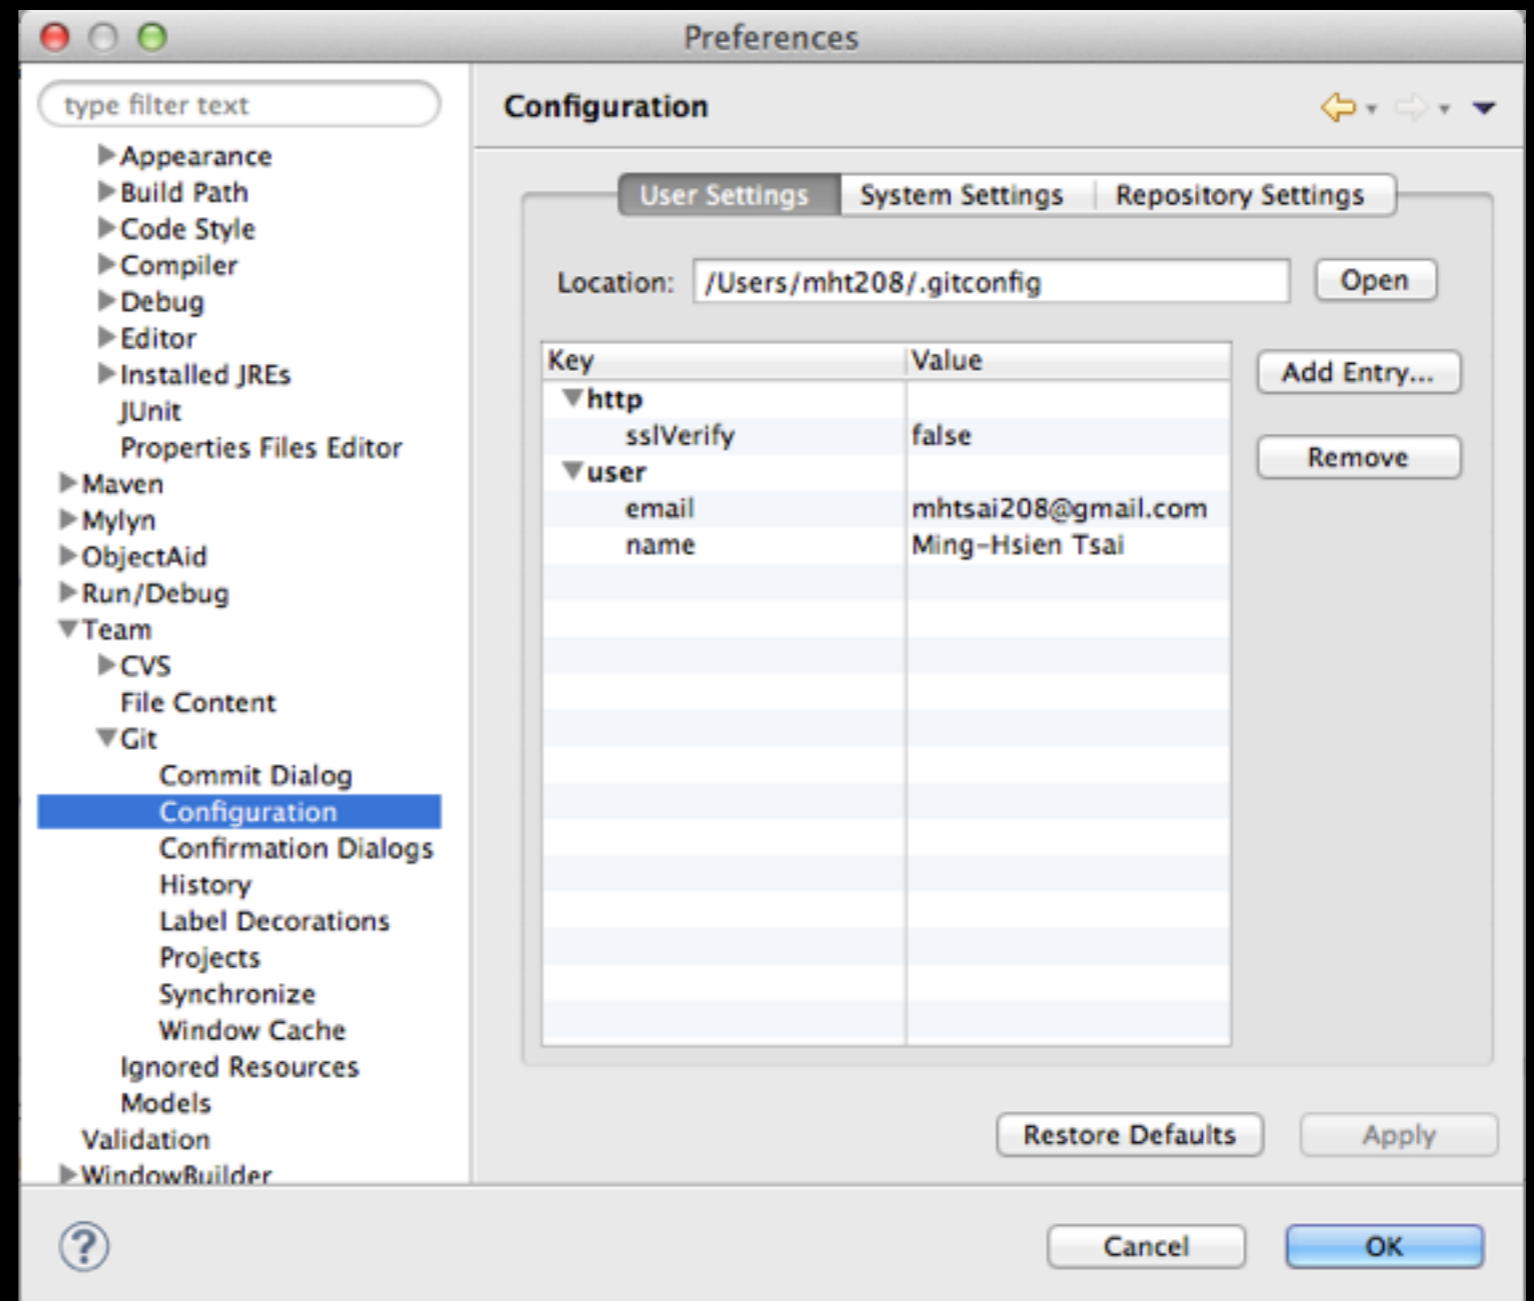 Preferences
type filter text
Appearance
Build Path
Code Style
Compiler
Debug
Editor
Installed JREs
JUnit
Properties Files Editor
Maven
Mylyn
ObjectAid
Run/Debug
Team
CVS
File Content
Git
Commit Dialog
Configuration
Confirmation Dialogs
History
Label Decorations
Projects
Synchronize
Window Cache
Ignored Resources
Models
Validation
WindowBuilder
Configuration
User Settings System Settings Repository Settings
Location: /Users/mht208/.gitconfig Open
Key Value
http
sslVerify false
user
email mhtsai208@gmail.com
name Ming-Hsien Tsai
Add Entry...
Remove
Restore Defaults Apply
? Cancel OK